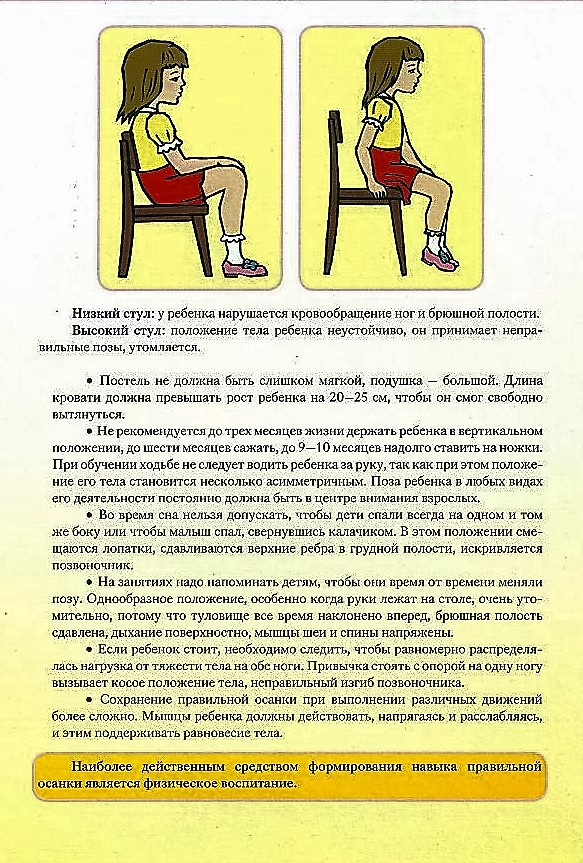 Низкий стул: у ребенка нарушается кровообращение ног и брюшной полости.
Высокий стул: положение тела ребенка неустойчиво, он принимает непра-
вильные позы, утомляется.
• Постель не должна быть слишком мягкой, подушка — большой. Длина
кровати должна превышать рост ребенка на 20—25 см, чтобы он смог свободно
вытянуться.
• Не рекомендуется до трех месяцев жизни держать ребенка в вертикальном
положении, до шести месяцев сажать, до 9—10 месяцев надолго ставить на ножки.
При обучении ходьбе не следует водить ребенка за руку, так как при этом положе-
ние его тела становится несколько асимметричным. Поза ребенка в любых видах
его деятельности постоянно должна быть в центре внимания взрослых.
• Во время сна нельзя допускать, чтобы дети спали всегда на одном и том
же боку или чтобы малыш спал, свернувшись калачиком. В этом положении сме-
щаются лопатки, сдавливаются верхние ребра в грудной полости, искривляется
позвоночник.
• На занятиях надо напоминать детям, чтобы они время от времени меняли
позу. Однообразное положение, особенно когда руки лежат на столе, очень уто-
мительно, потому что туловище все время наклонено вперед, брюшная полость
сдавлена, дыхание поверхностно, мышцы шеи и спины напряжены.
• Если ребенок стоит, необходимо следить, чтобы равномерно распределя-
лась нагрузка от тяжести тела на обе ноги. Привычка стоять с опорой на одну ногу
вызывает косое положение тела, неправильный изгиб позвоночника.
• Сохранение правильной осанки при выполнении различных движений
более сложно. Мышцы ребенка должны действовать, напрягаясь и расслабляясь,
и этим поддерживать равновесие тела.
Наиболее действенным средством формирования навыка правильной
осанки является физическое воспитание.